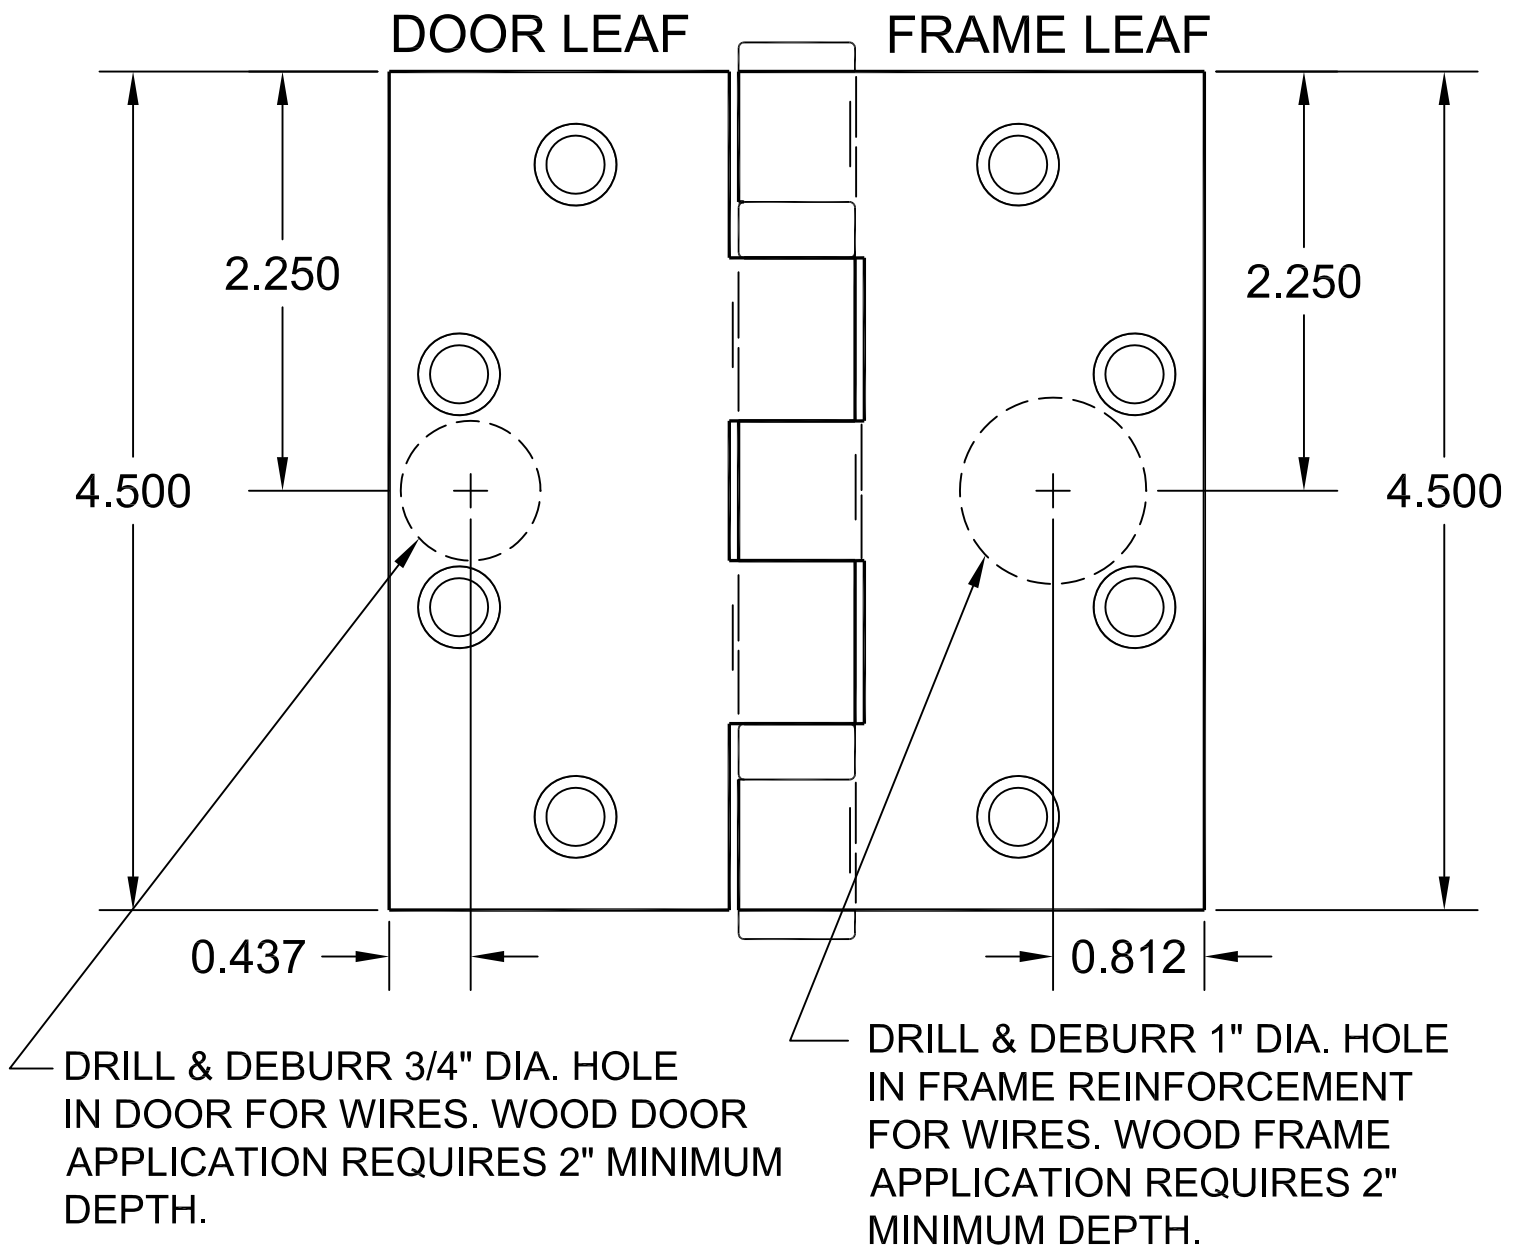 DOOR LEAF
FRAME LEAF
2.250
2.250
4.500
4.500
0.437
0.812
DRILL & DEBURR 3/4" DIA. HOLE
IN DOOR FOR WIRES. WOOD DOOR
APPLICATION REQUIRES 2" MINIMUM
DEPTH.
DRILL & DEBURR 1" DIA. HOLE
IN FRAME REINFORCEMENT
FOR WIRES. WOOD FRAME
APPLICATION REQUIRES 2"
MINIMUM DEPTH.